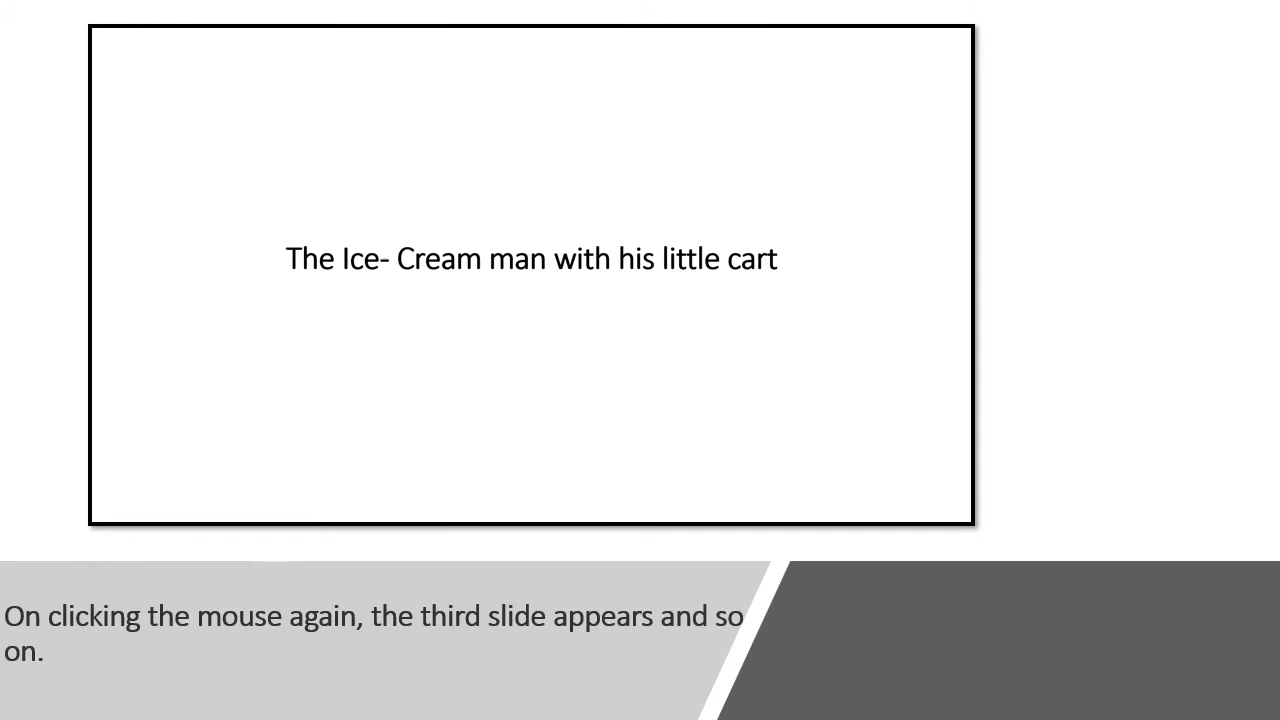 The Ice- Cream man with his little cart
On clicking the mouse again, the third slide appears and so
on.